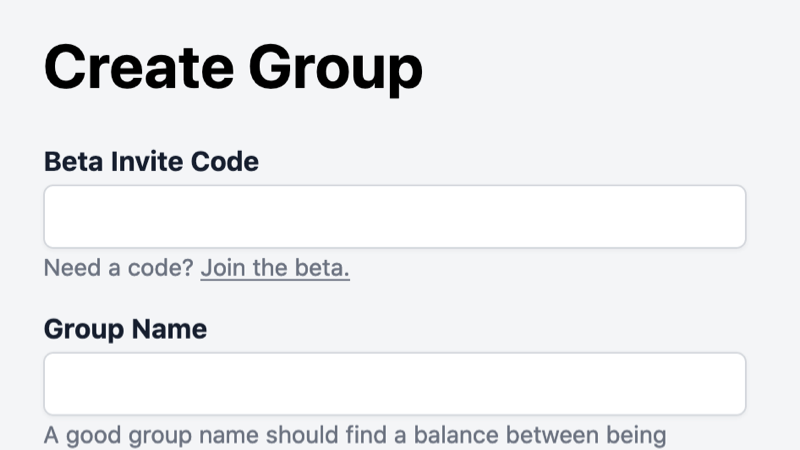 Create Group
Beta Invite Code
Need a code? Join the beta.
Group Name
A good group name should find a balance between being